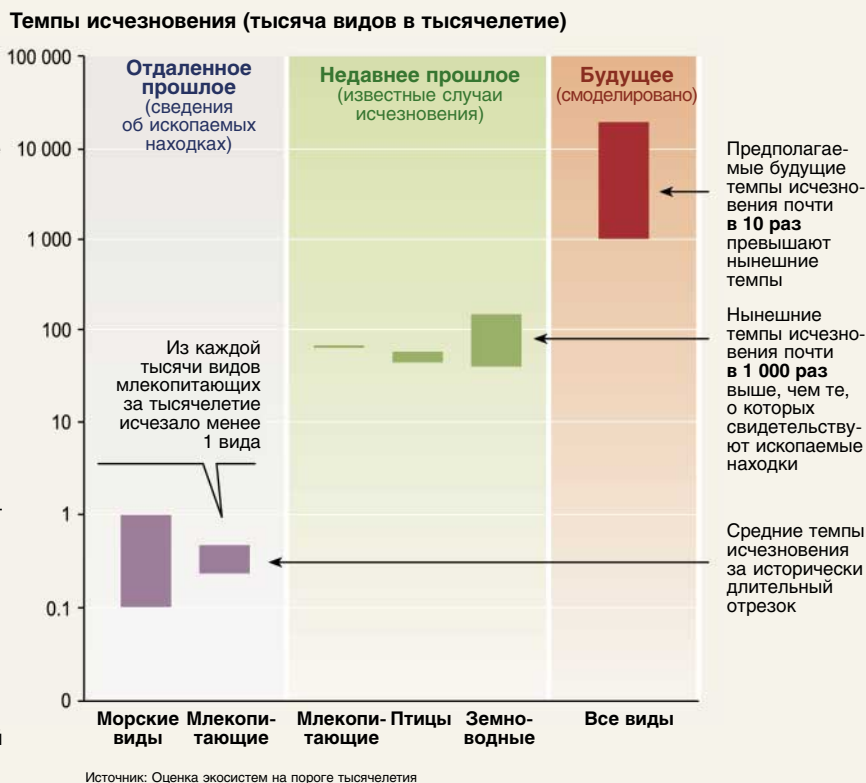 Темпы исчезновения (тысяча видов в тысячелетие)
100 000
10 000
1 000
100
10
1
0.1
0
Отдаленное
прошлое
(сведения
об ископаемых
находках)
Недавнее прошлое
(известные случаи
исчезновения)
Будущее
(смоделировано)
Из каждой
тысячи видов
млекопитающих
за тысячелетие
исчезало менее
1 вида
Предполагае-
мые будущие
темпы исчезно-
вения почти
в 10 раз
превышают
нынешние
темпы
Нынешние
темпы исчезно-
вения почти
в 1 000 раз
выше, чем те,
о которых
свидетельству-
ют ископаемые
находки
Средние темпы
исчезновения
за исторически
длительный
отрезок
Морские
виды
Млекопи-
тающие
Млекопи-
тающие
Птицы
Земно-
водные
Все виды
Источник: Оценка экосистем на пороге тысячелетия